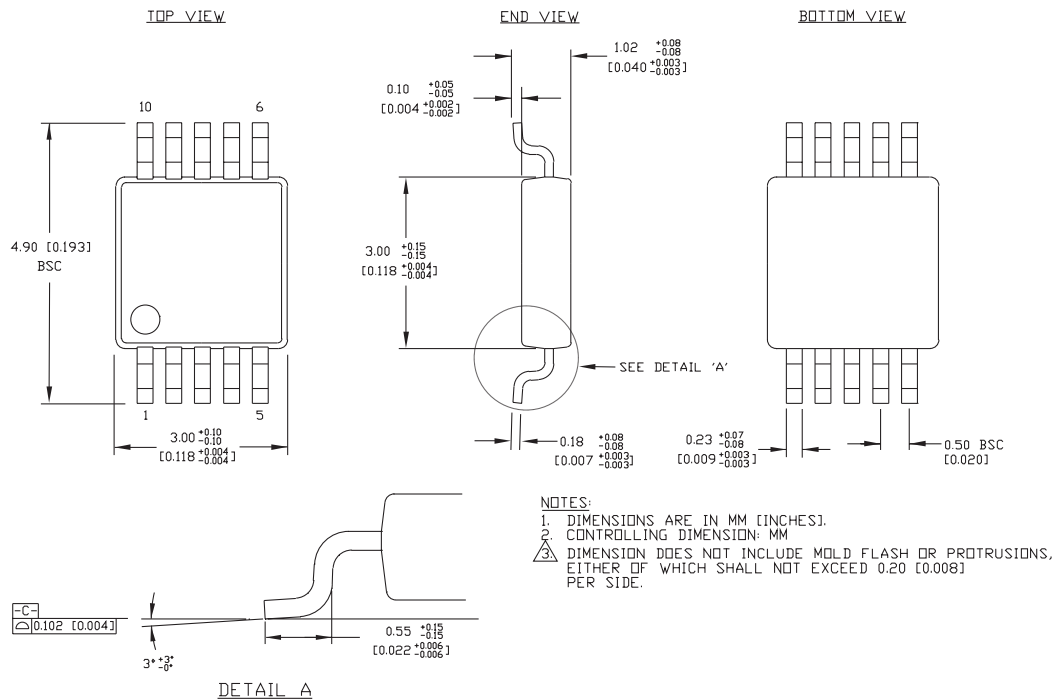 TOP VIEW
END VIEW
BOTTOM VIEW
1.02 +0.08 -0.08
[0.040 +0.003 -0.003]
0.10 +0.05 -0.05
[0.004 +0.002 -0.002]
10
6
4.90 [0.193]
BSC
3.00 +0.15 -0.15
[0.118 +0.004 -0.004]
SEE DETAIL 'A'
1
5
3.00 +0.10 -0.10
[0.118 +0.004 -0.004]
0.18 +0.08 -0.08
[0.007 +0.003 -0.003]
0.23 +0.07 -0.08
[0.009 +0.003 -0.003]
0.50 BSC
[0.020]
NOTES:
1. DIMENSIONS ARE IN MM [INCHES].
2. CONTROLLING DIMENSION: MM
3. DIMENSION DOES NOT INCLUDE MOLD FLASH OR PROTRUSIONS,
EITHER OF WHICH SHALL NOT EXCEED 0.20 [0.008]
PER SIDE.
-C-
0.102 [0.004]
3° +3° -0°
0.55 +0.15 -0.15
[0.022 +0.006 -0.006]
DETAIL A